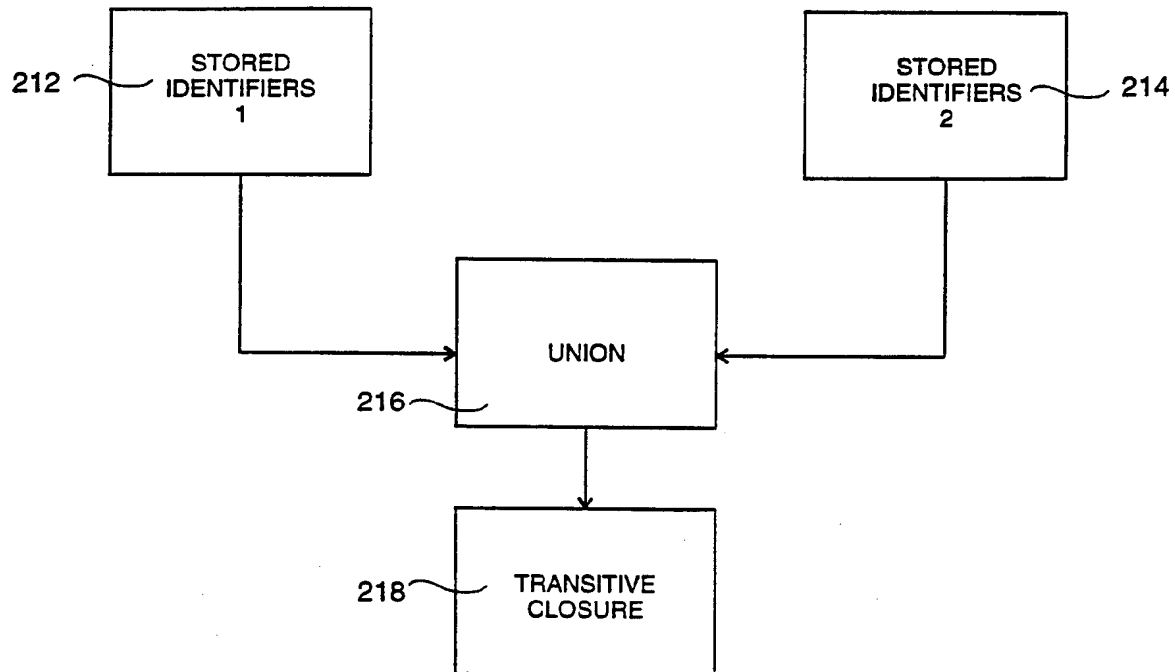 STORED
IDENTIFIERS
1
212
STORED
IDENTIFIERS
2
214
UNION
216
TRANSITIVE
CLOSURE
218